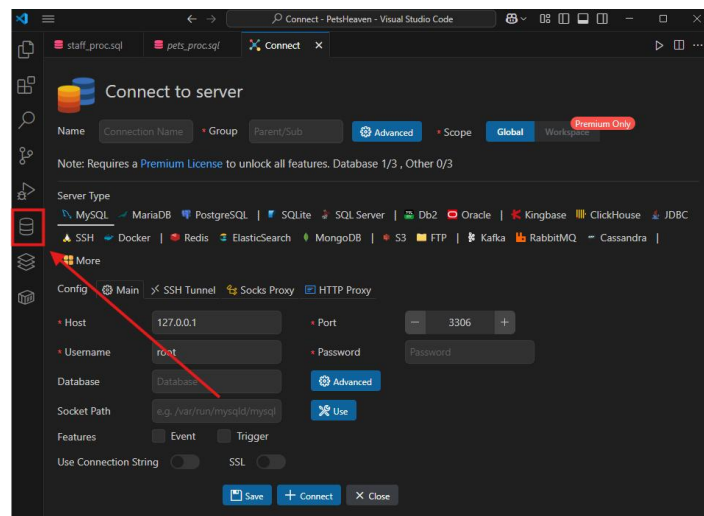 Connect - PetsHeaven - Visual Studio Code
staff_proc.sql pets_proc.sql Connect
Connect to server
Name Connection Name * Group Parent/Sub Advanced * Scope Global Workspace Premium Only
Note: Requires a Premium License to unlock all features. Database 1/3 , Other 0/3
Server Type
MySQL MariaDB PostgreSQL | SQLite SQL Server | Db2 Oracle | Kingbase ClickHouse JDBC
SSH Docker | Redis ElasticSearch MongoDB | S3 FTP | Kafka RabbitMQ Cassandra |
More
Config Main SSH Tunnel Socks Proxy HTTP Proxy
* Host 127.0.0.1 * Port 3306
* Username root * Password Password
Database Database Advanced
Socket Path e.g. /var/run/mysqld/mysql Use
Features Event Trigger
Use Connection String SSL
Save Connect Close